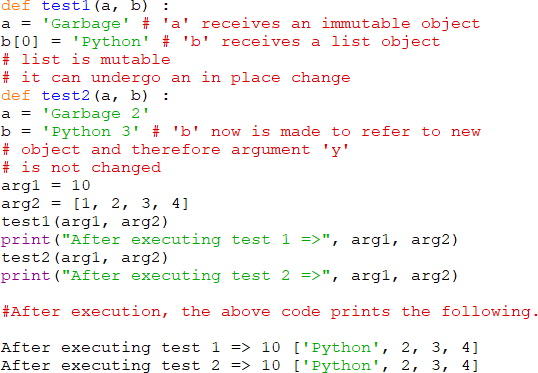 def test1(a, b) :
a = 'Garbage' # 'a' receives an immutable object
b[0] = 'Python' # 'b' receives a list object
# list is mutable
# it can undergo an in place change
def test2(a, b) :
a = 'Garbage 2'
b = 'Python 3' # 'b' now is made to refer to new
# object and therefore argument 'y'
# is not changed
arg1 = 10
arg2 = [1, 2, 3, 4]
test1(arg1, arg2)
print("After executing test 1 =>", arg1, arg2)
test2(arg1, arg2)
print("After executing test 2 =>", arg1, arg2)
#After execution, the above code prints the following.
After executing test 1 => 10 ['Python', 2, 3, 4]
After executing test 2 => 10 ['Python', 2, 3, 4]